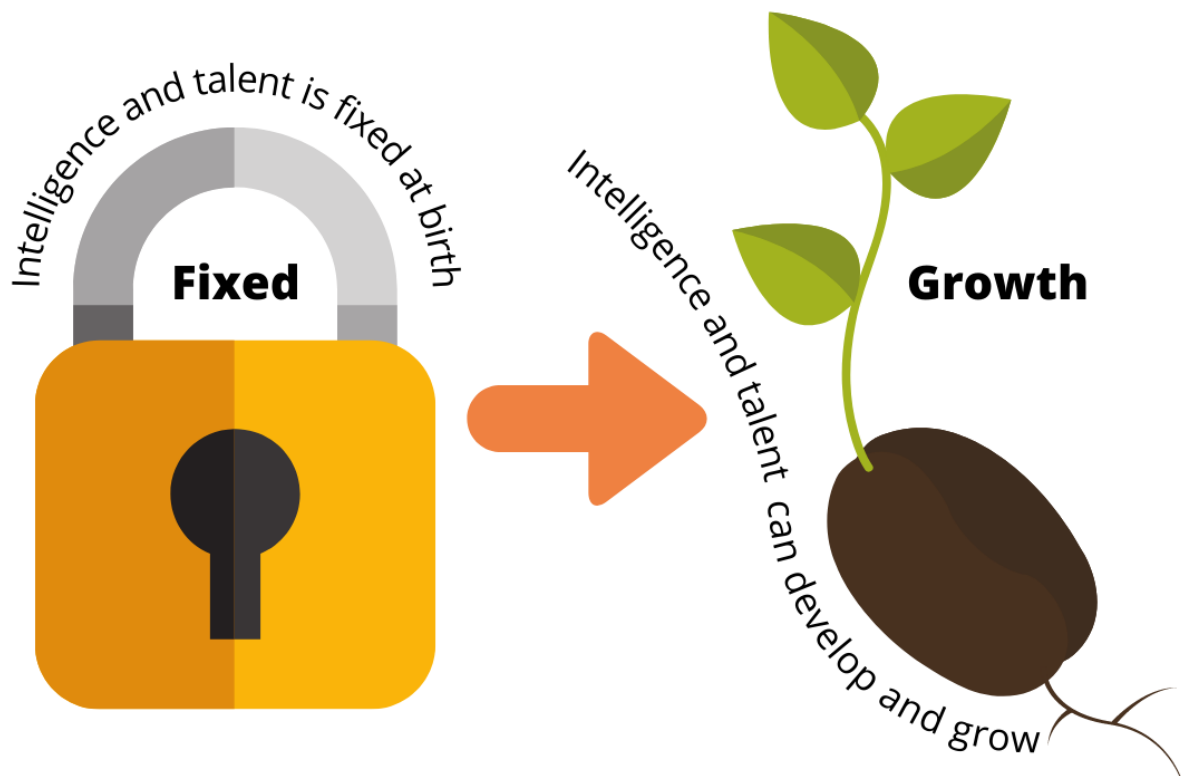 Intelligence and talent is fixed at birth
Fixed
Intelligence and talent can develop and grow
Growth